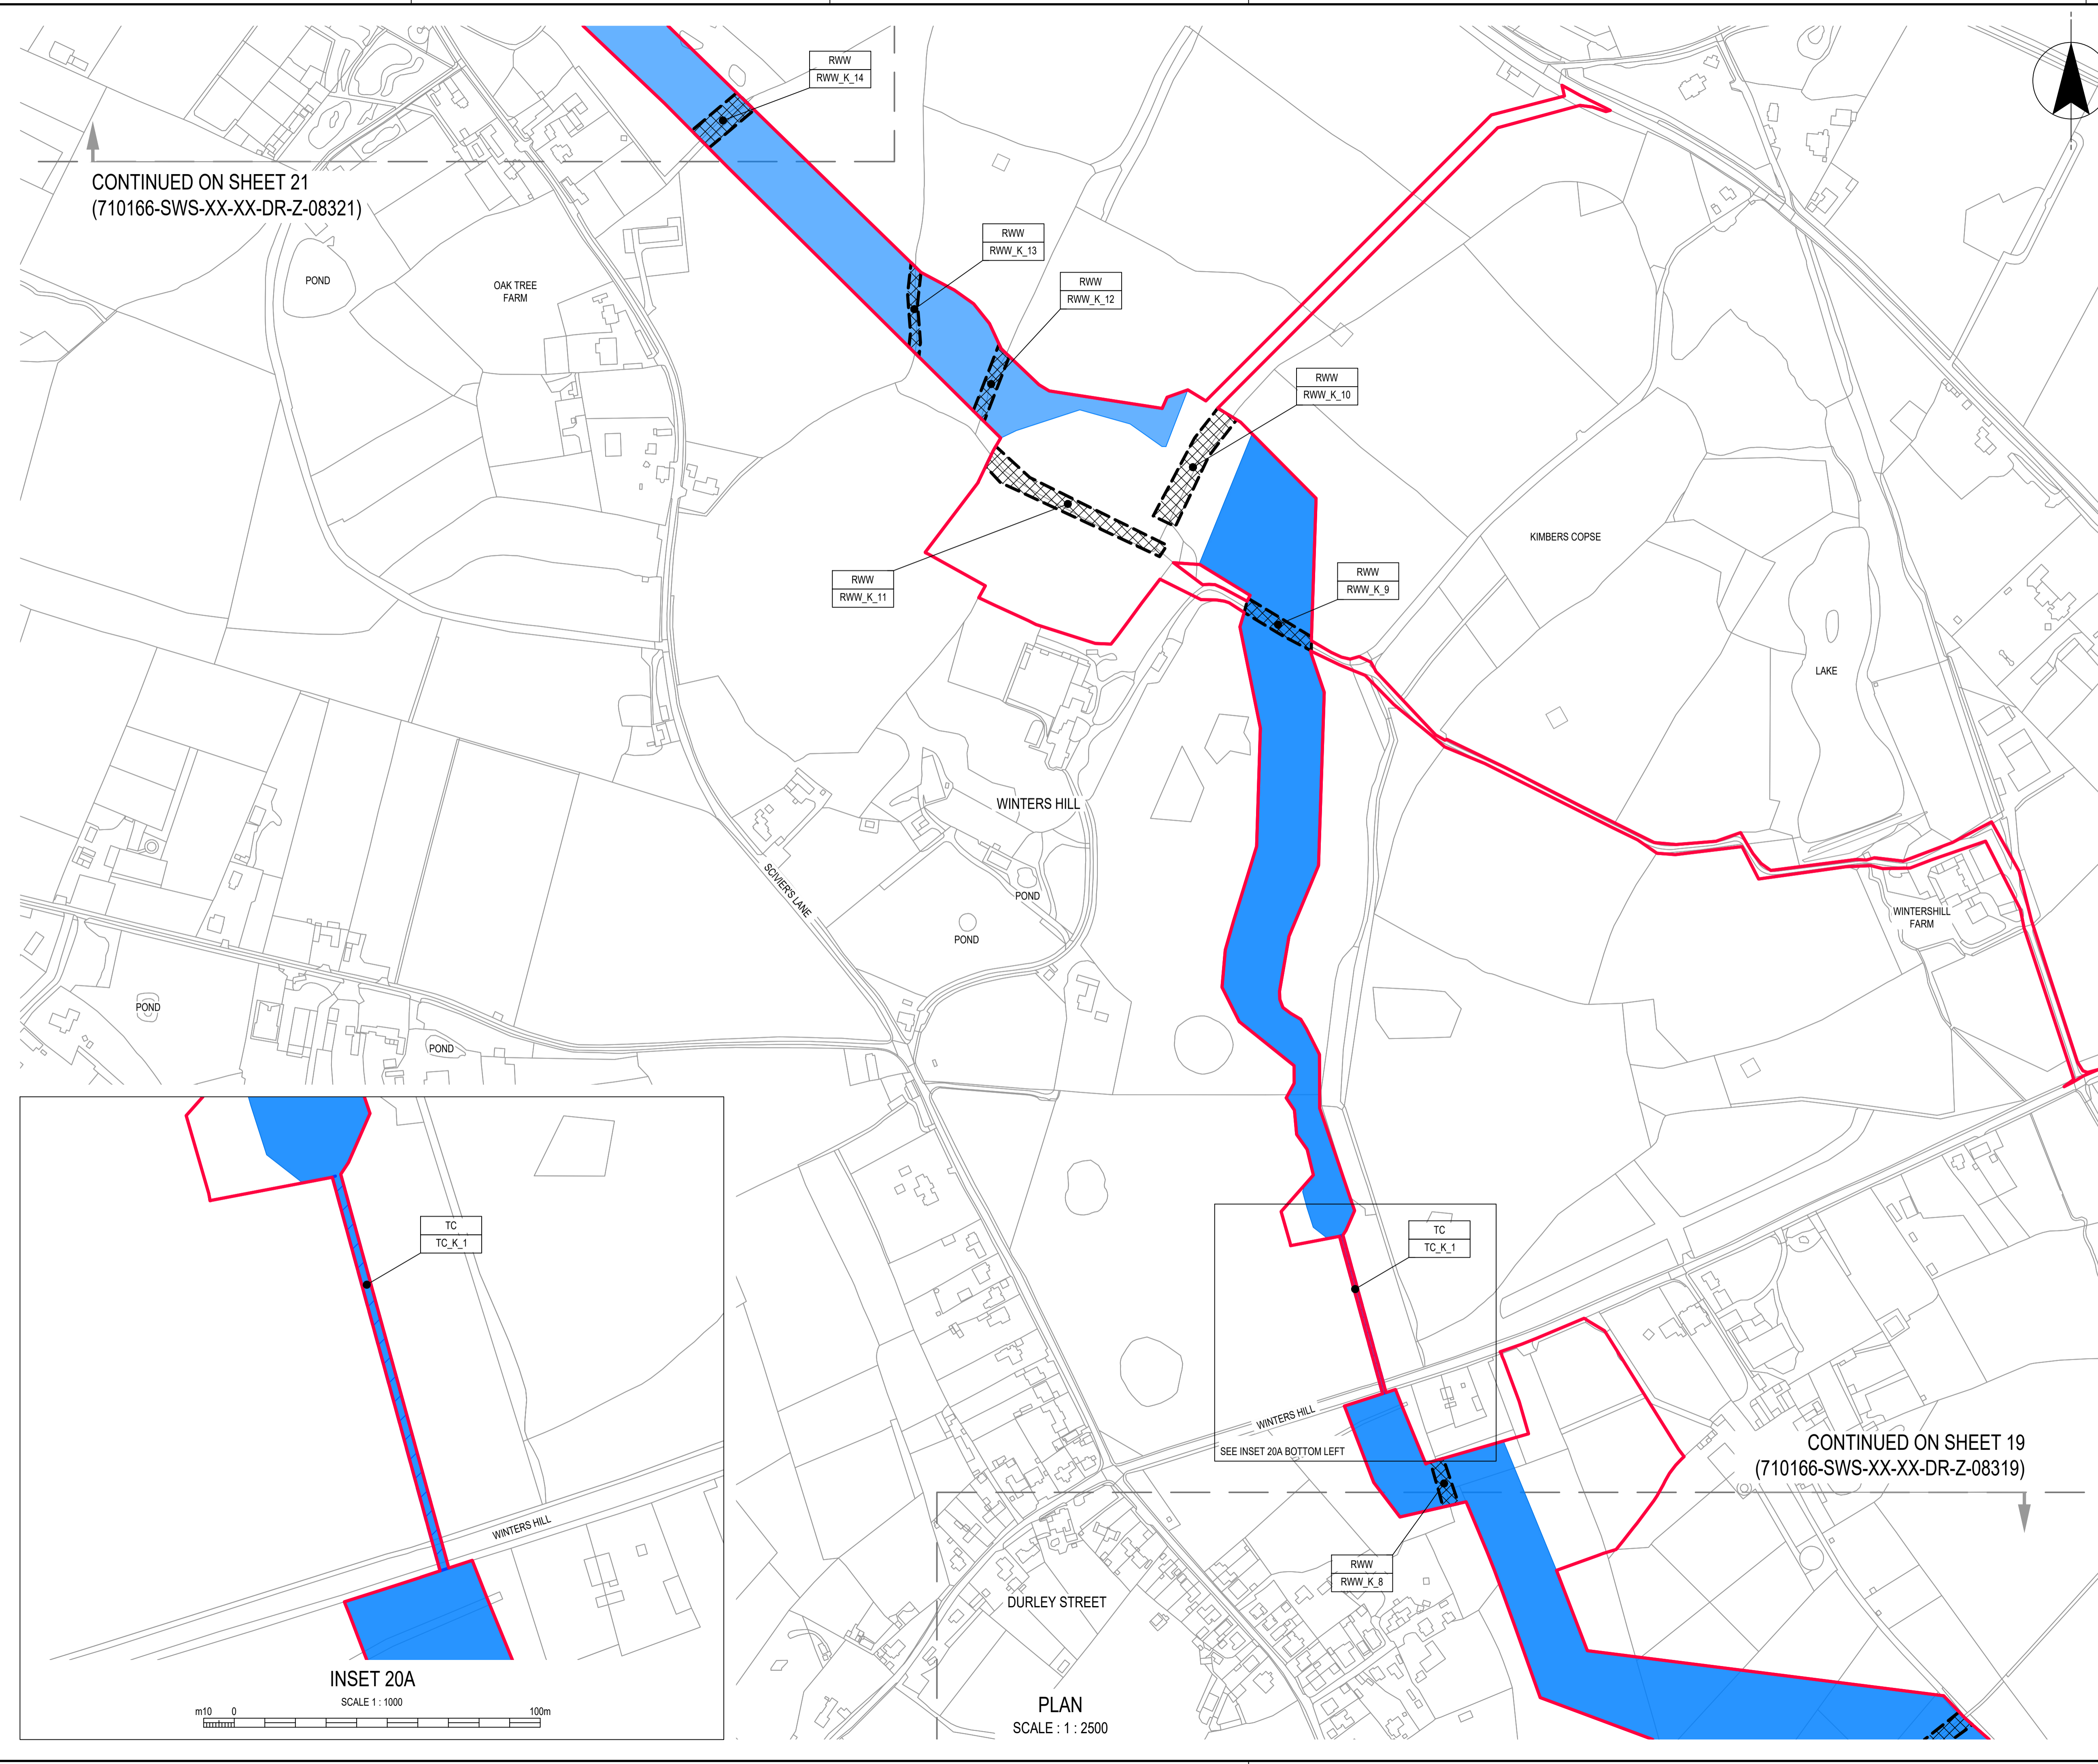 RWW
RWW_K_14
CONTINUED ON SHEET 21
(710166-SWS-XX-XX-DR-Z-08321)
RWW
RWW_K_13
POND
OAK TREE
FARM
RWW
RWW_K_12
RWW
RWW_K_10
KIMBERS COPSE
RWW
RWW_K_11
RWW
RWW_K_9
LAKE
WINTERS HILL
SCIVIER'S LANE
POND
POND
WINTERSHILL
FARM
POND
POND
TC
TC_K_1
TC
TC_K_1
WINTERS HILL
SEE INSET 20A BOTTOM LEFT
CONTINUED ON SHEET 19
(710166-SWS-XX-XX-DR-Z-08319)
WINTERS HILL
RWW
RWW_K_8
DURLEY STREET
INSET 20A
SCALE 1 : 1000
m10 0 100m
PLAN
SCALE : 1 : 2500